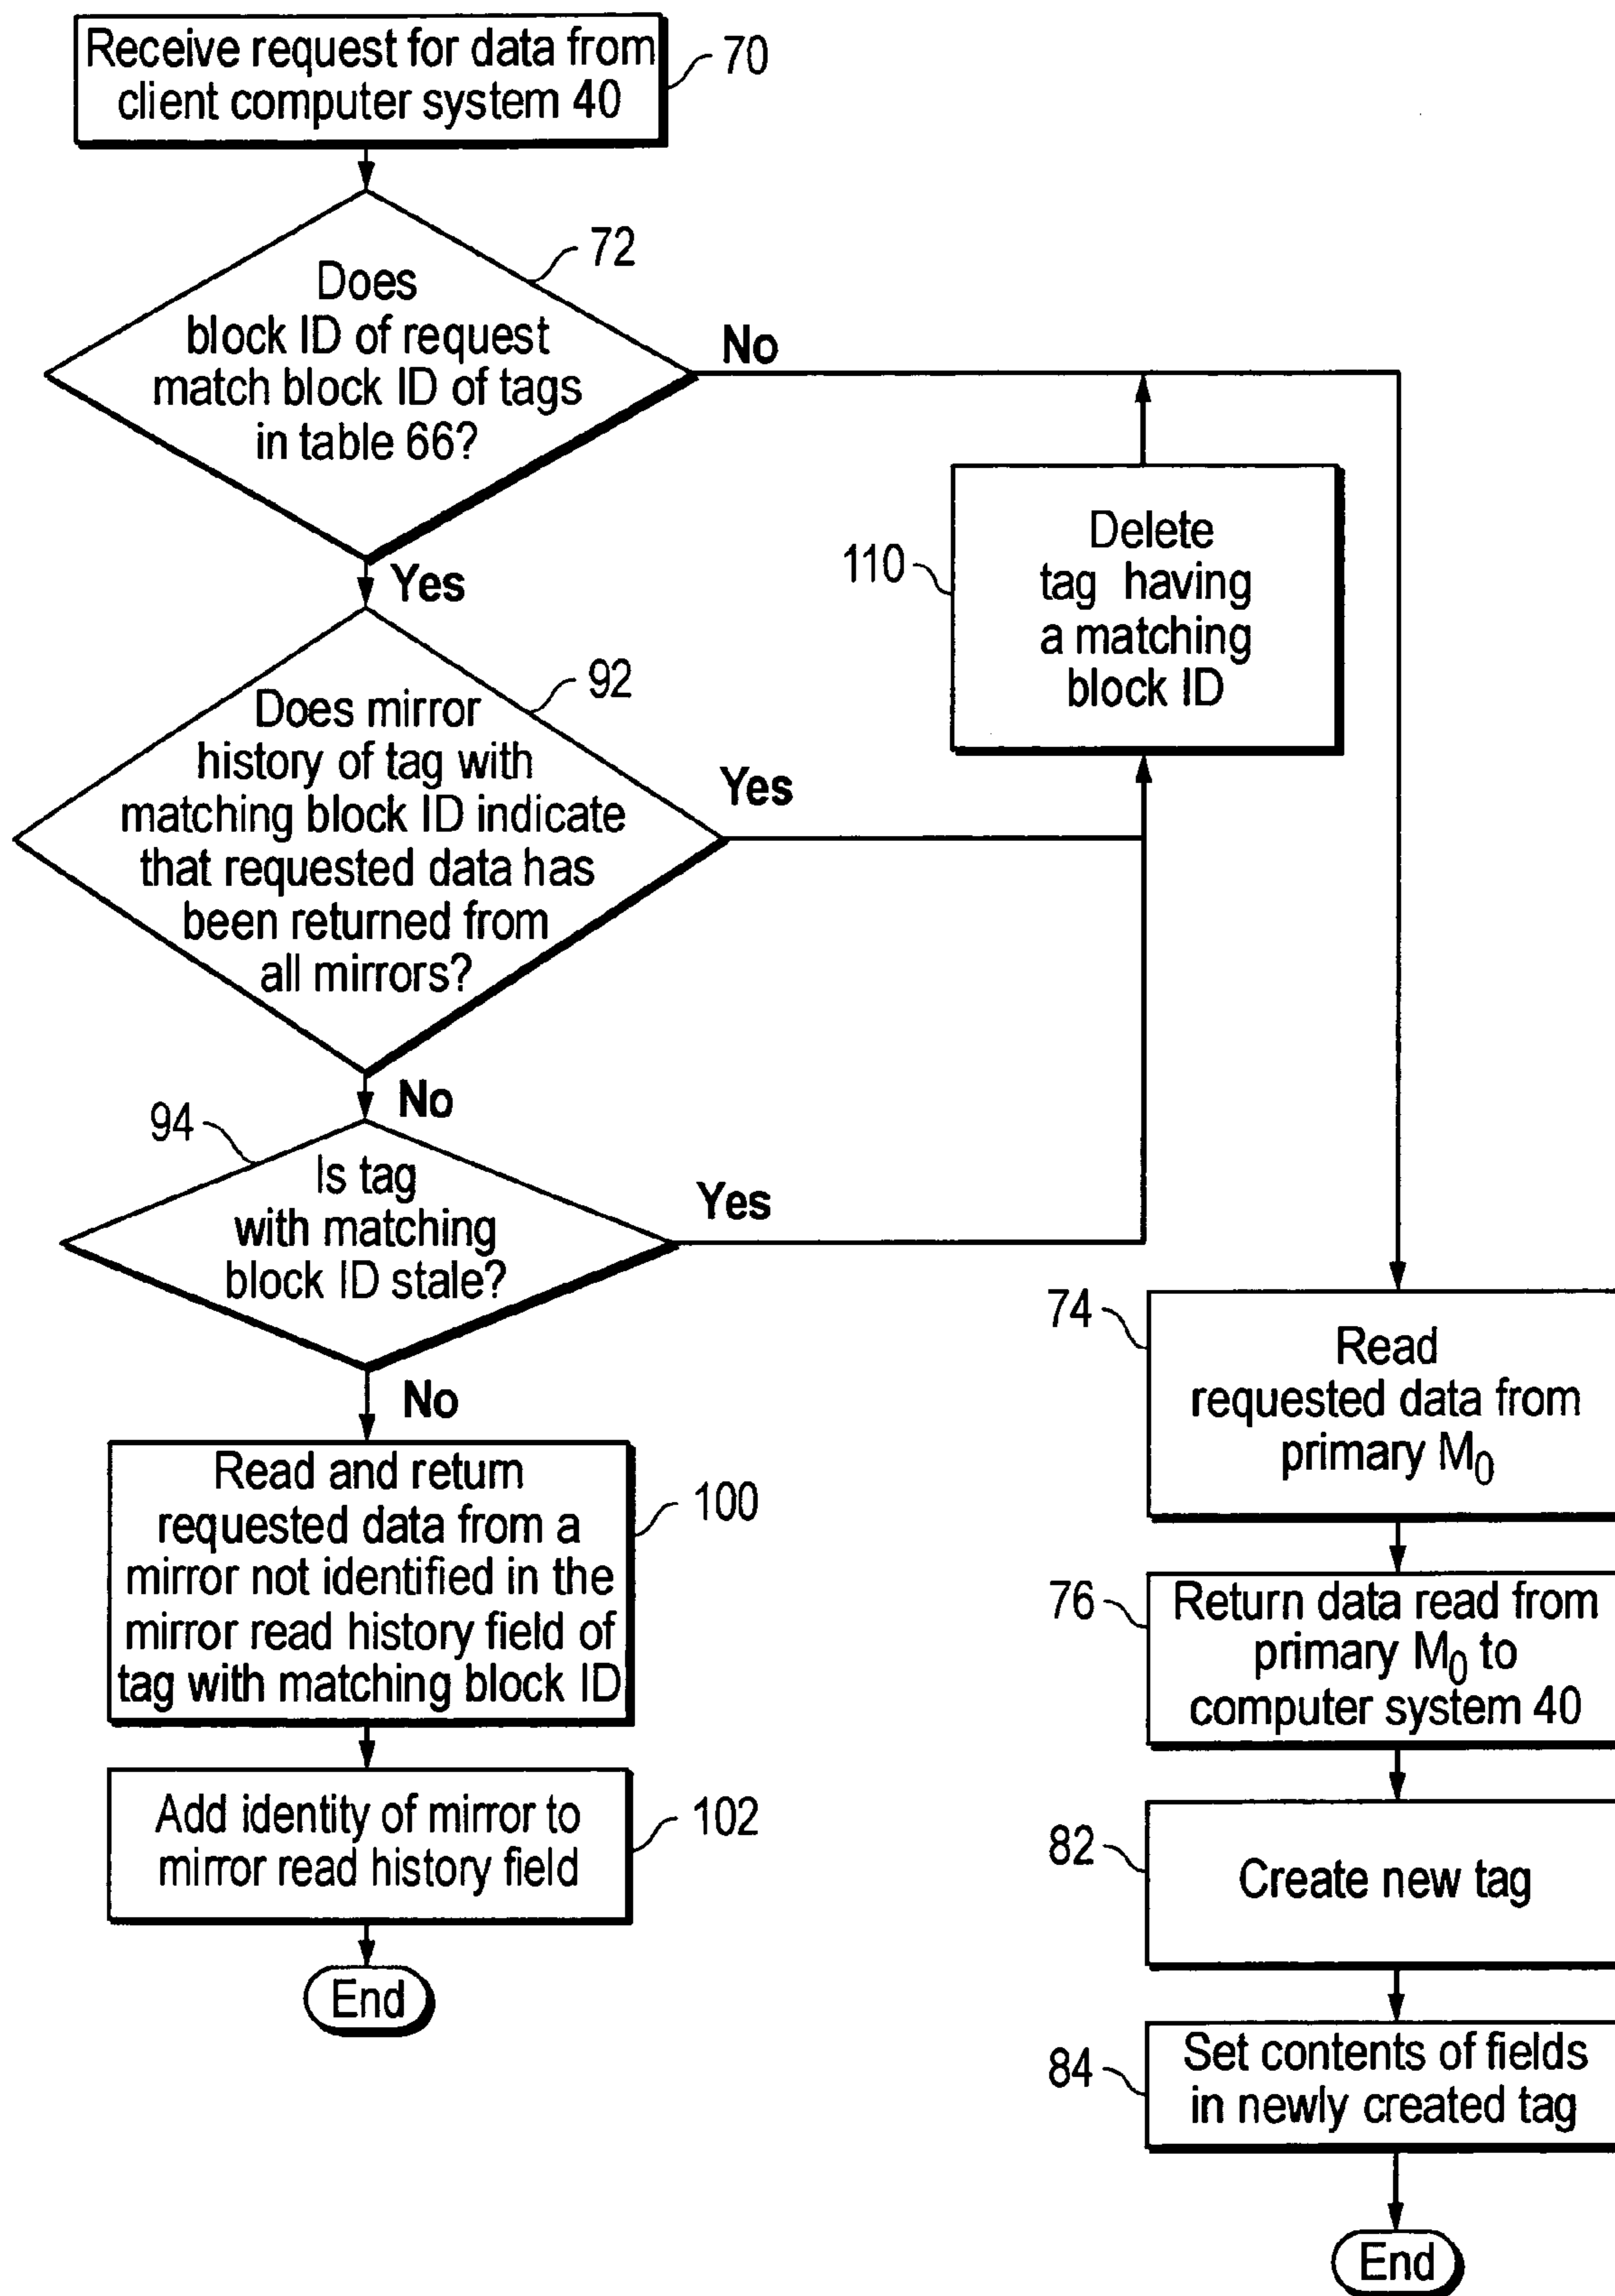 Receive request for data from
client computer system 40
70
72
Does
block ID of request
match block ID of tags
in table 66?
No
Yes
110
Delete
tag having
a matching
block ID
92
Does mirror
history of tag with
matching block ID indicate
that requested data has
been returned from
all mirrors?
Yes
No
94
Is tag
with matching
block ID stale?
Yes
No
Read and return
requested data from a
mirror not identified in the
mirror read history field of
tag with matching block ID
100
Add identity of mirror to
mirror read history field
102
End
74
Read
requested data from
primary M0
76
Return data read from
primary M0 to
computer system 40
82
Create new tag
84
Set contents of fields
in newly created tag
End